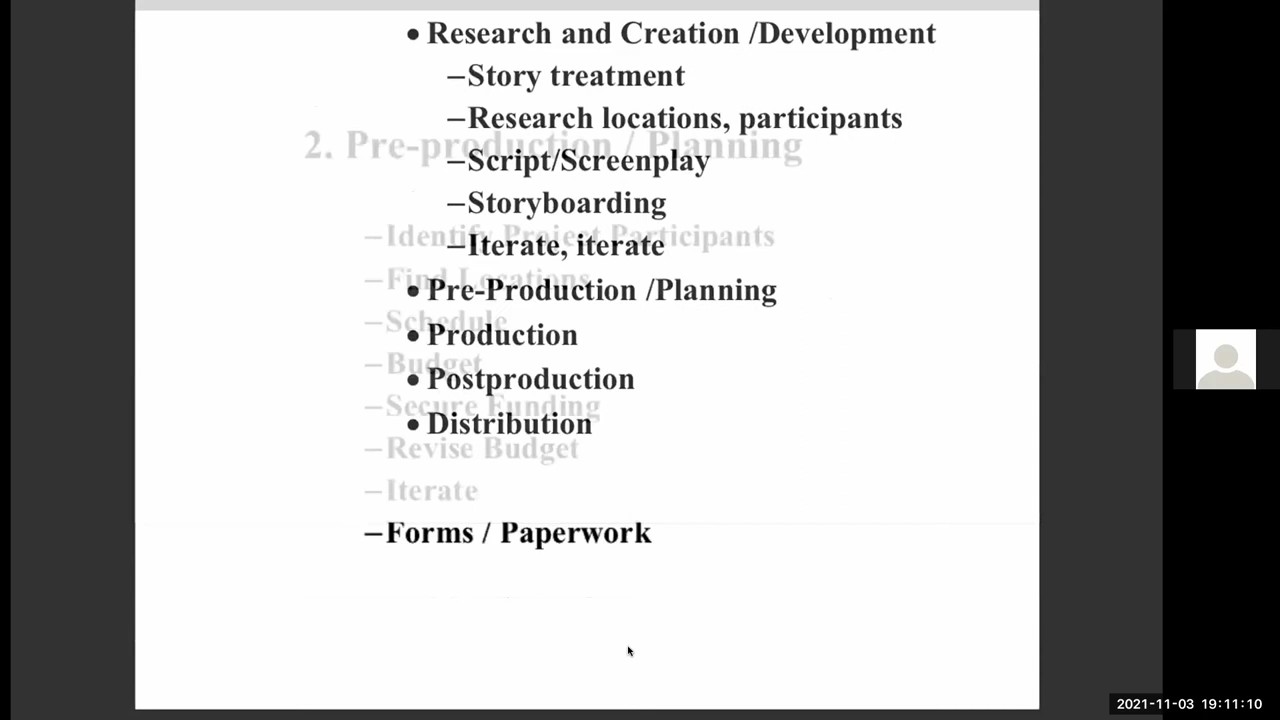 • Research and Creation /Development
–Story treatment
–Research locations, participants
2. Pre-production / Planning
–Script/Screenplay
–Storyboarding
–Identify Project Participants
–Iterate, iterate
–Find Locations
• Pre-Production /Planning
–Schedule
• Production
–Budget
• Postproduction
–Secure Funding
• Distribution
–Revise Budget
–Iterate
–Forms / Paperwork
2021-11-03 19:11:10